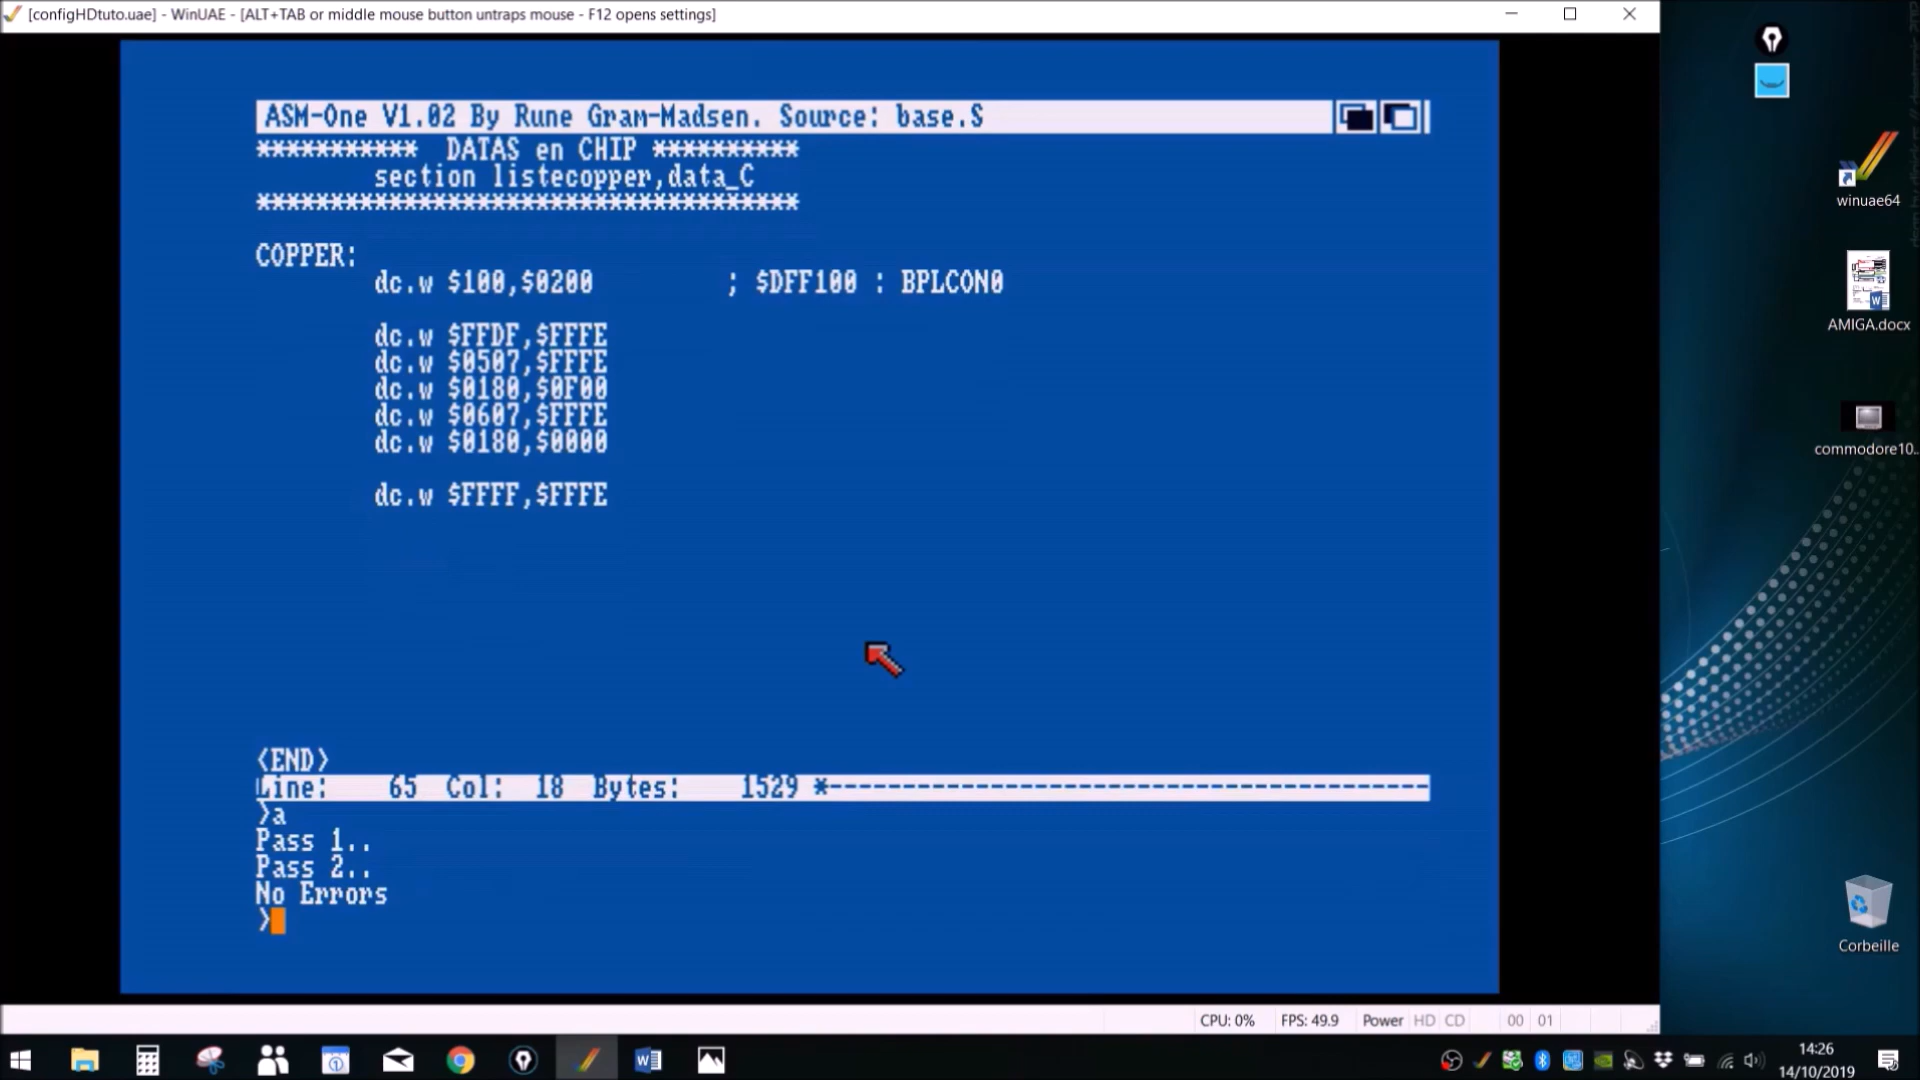 [configHDtuto.uae] - WinUAE - [ALT+TAB or middle mouse button untraps mouse - F12 opens settings]
ASM-One V1.02 By Rune Gram-Madsen. Source: base.S
*********** DATAS en CHIP **********
section listecopper,data_C
*************************************
COPPER:
dc.w $100,$0200 ; $DFF100 : BPLCON0
dc.w $FFDF,$FFFE
dc.w $0507,$FFFE
dc.w $0180,$0F00
dc.w $0607,$FFFE
dc.w $0180,$0000
dc.w $FFFF,$FFFE
<END>
Line: 65 Col: 18 Bytes: 1529 *-----------------------------------------
>a
Pass 1..
Pass 2..
No Errors
>
CPU: 0% FPS: 49.9 Power HD CD 00 01
winuae64
AMIGA.docx
commodore10...
Corbeille
14:26
14/10/2019